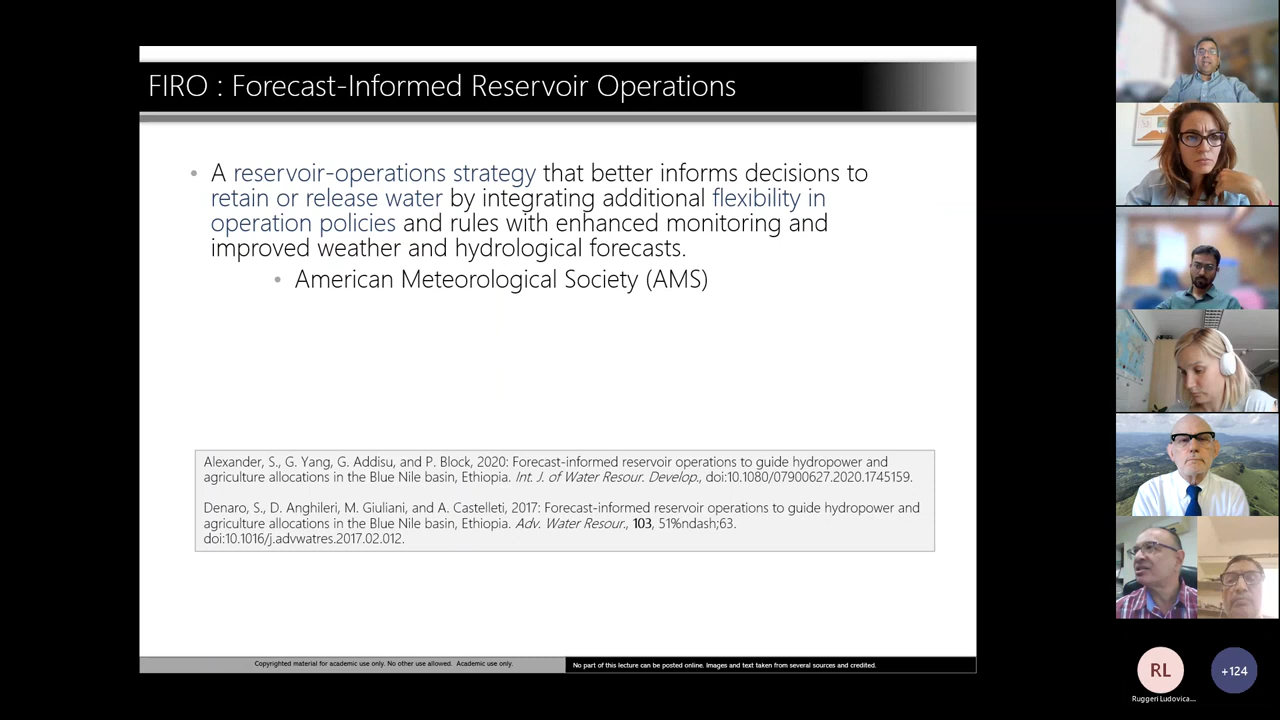 FIRO : Forecast-Informed Reservoir Operations
• A reservoir-operations strategy that better informs decisions to
retain or release water by integrating additional flexibility in
operation policies and rules with enhanced monitoring and
improved weather and hydrological forecasts.
• American Meteorological Society (AMS)
Alexander, S., G. Yang, G. Addisu, and P. Block, 2020: Forecast-informed reservoir operations to guide hydropower and
agriculture allocations in the Blue Nile basin, Ethiopia. Int. J. of Water Resour. Develop., doi:10.1080/07900627.2020.1745159.
Denaro, S., D. Anghileri, M. Giuliani, and A. Castelleti, 2017: Forecast-informed reservoir operations to guide hydropower and
agriculture allocations in the Blue Nile basin, Ethiopia. Adv. Water Resour., 103, 51%ndash;63.
doi:10.1016/j.advwatres.2017.02.012.
Copyrighted material for academic use only. No other use allowed. Academic use only.
No part of this lecture can be posted online. Images and text taken from several sources and credited.
RL
+124
Ruggeri Ludovica...